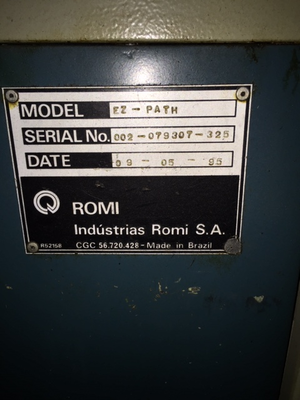 MODEL EZ-PATH
SERIAL No. 002-079307-325
DATE 09-05-95
ROMI
Indústrias Romi S.A.
R52158 CGC 56.720.428-Made in Brazil